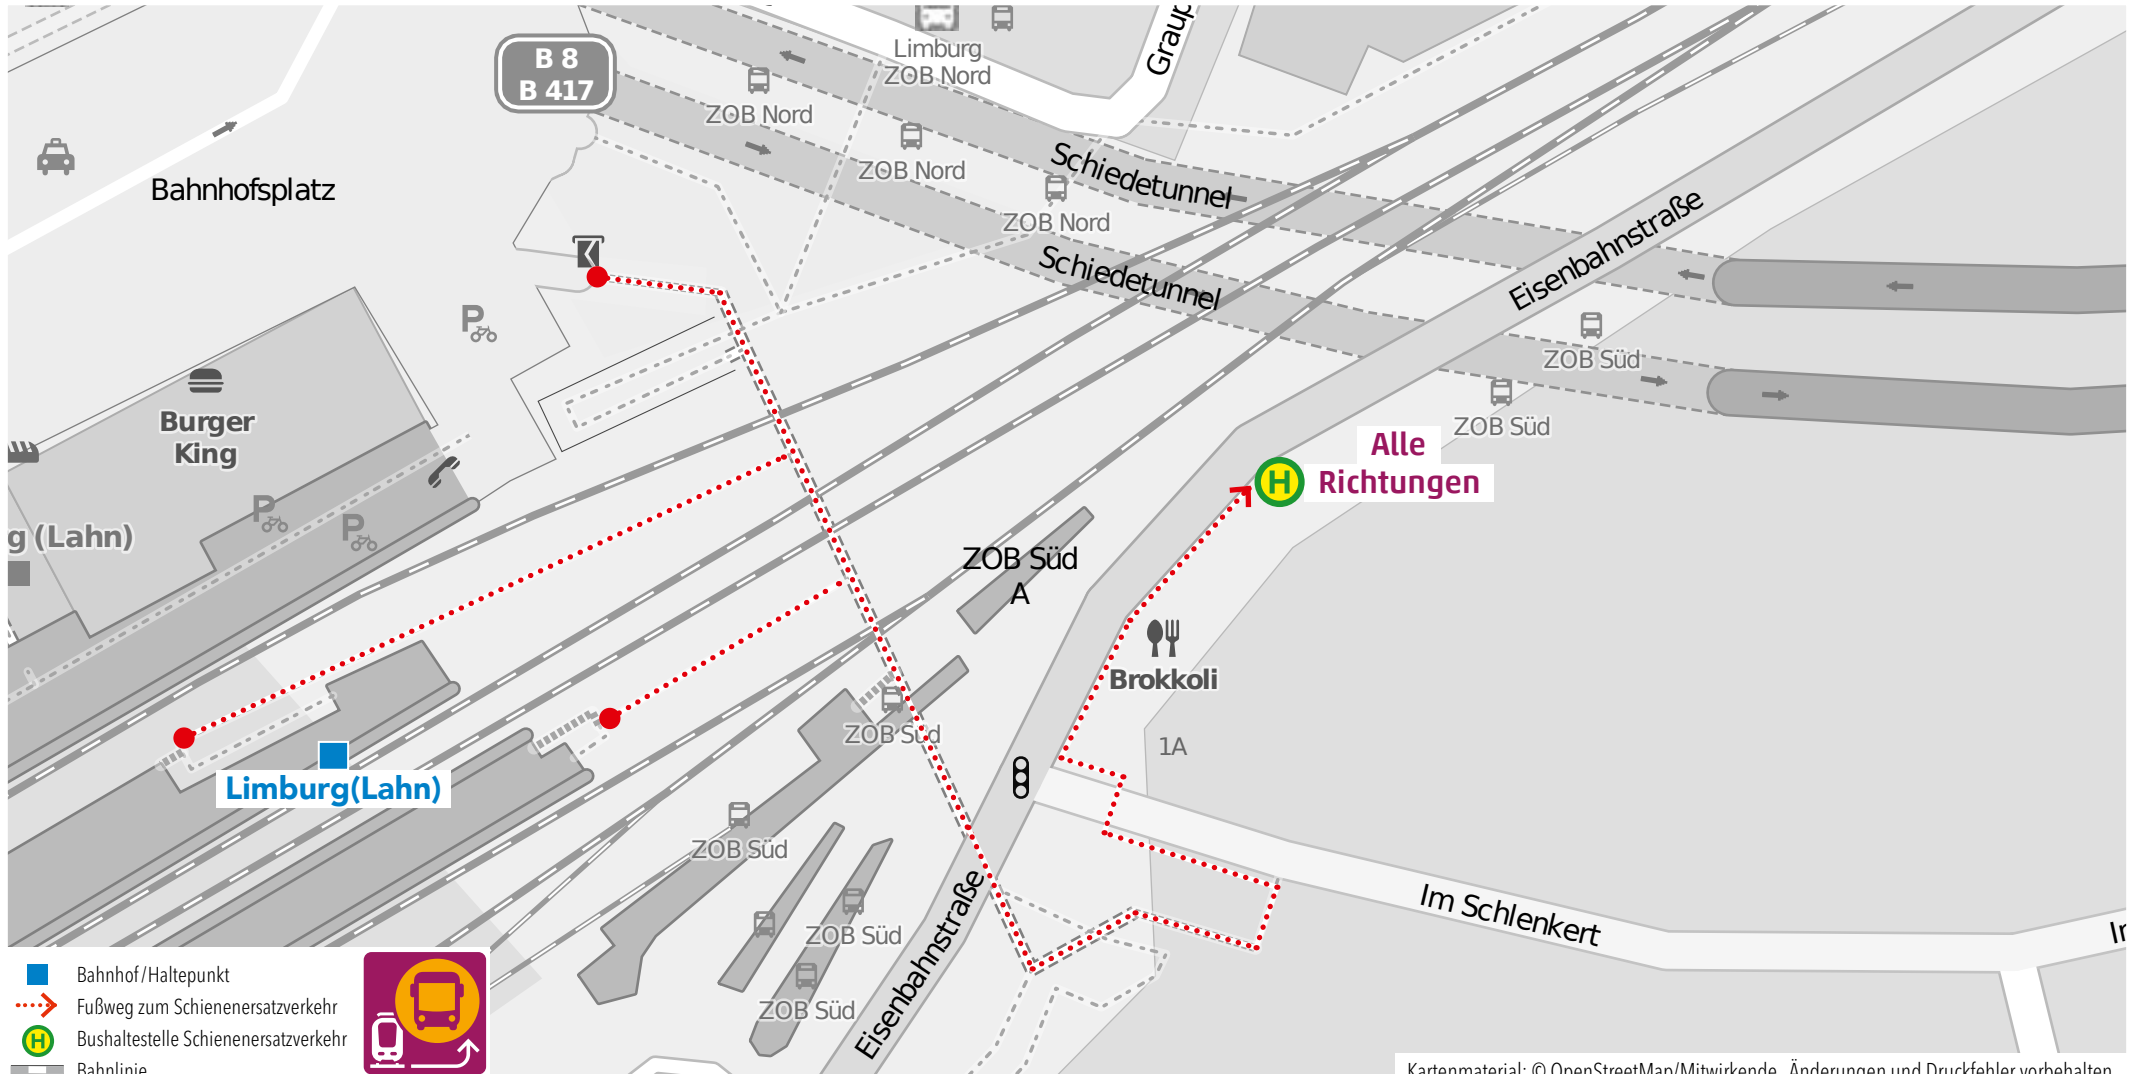 B 8
B 417
Limburg
ZOB Nord
Graup
ZOB Nord
ZOB Nord
ZOB Nord
Schiedetunnel
Schiedetunnel
Bahnhofsplatz
Eisenbahnstraße
P
Burger
King
ZOB Süd
ZOB Süd
H
Alle
Richtungen
P
P
g (Lahn)
ZOB Süd
A
Brokkoli
1A
ZOB Süd
Limburg(Lahn)
ZOB Süd
ZOB Süd
ZOB Süd
Eisenbahnstraße
Im Schlenkert
Ir
Bahnhof/Haltepunkt
Fußweg zum Schienenersatzverkehr
H
Bushaltestelle Schienenersatzverkehr
Bahnlinie
Kartenmaterial: © OpenStreetMap/Mitwirkende, Änderungen und Druckfehler vorbehalten